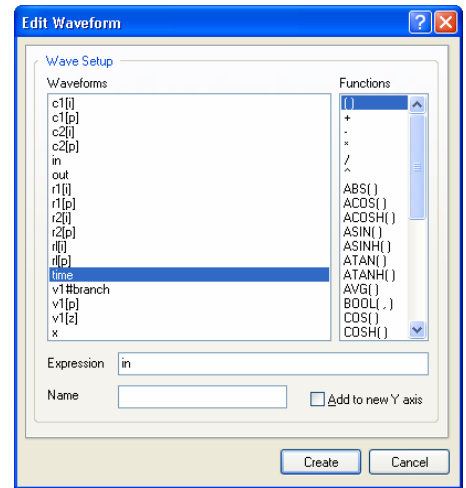 Edit Waveform
Wave Setup
Waveforms
c1[i]
c1[p]
c2[i]
c2[p]
in
out
r1[i]
r1[p]
r2[i]
r2[p]
rl[i]
rl[p]
time
v1#branch
v1[p]
v1[z]
x
Functions
()
+
-
*
/
^
ABS( )
ACOS( )
ACOSH( )
ASIN( )
ASINH( )
ATAN( )
ATANH( )
AVG( )
BOOL( , )
COS( )
COSH( )
Expression in
Name
Add to new Y axis
Create Cancel